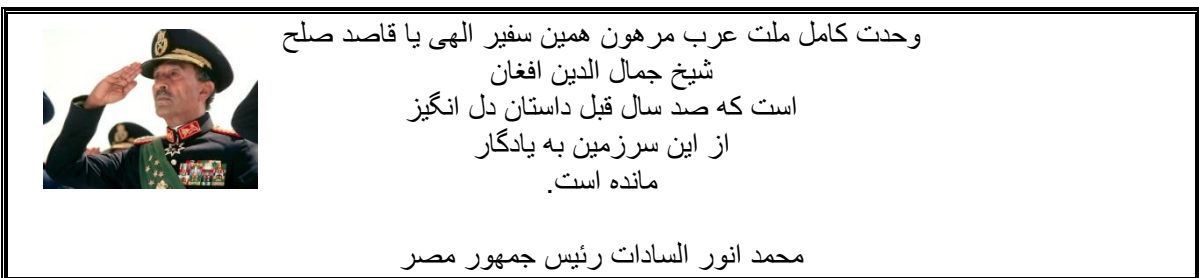 وحدت کامل ملت عرب مرهون همین سفیر الهی یا قاصد صلح
شیخ جمال الدین افغان
است که صد سال قبل داستان دل انگیز
از این سرزمین به یادگار
مانده است.
محمد انور السادات رئیس جمهور مصر